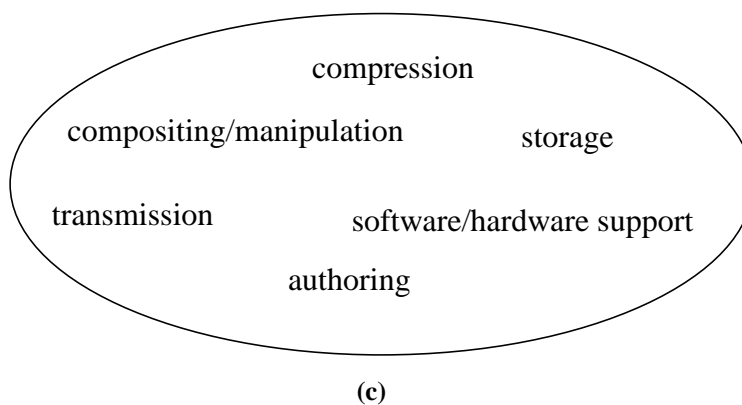 compression
compositing/manipulation
storage
transmission
software/hardware support
authoring
(c)